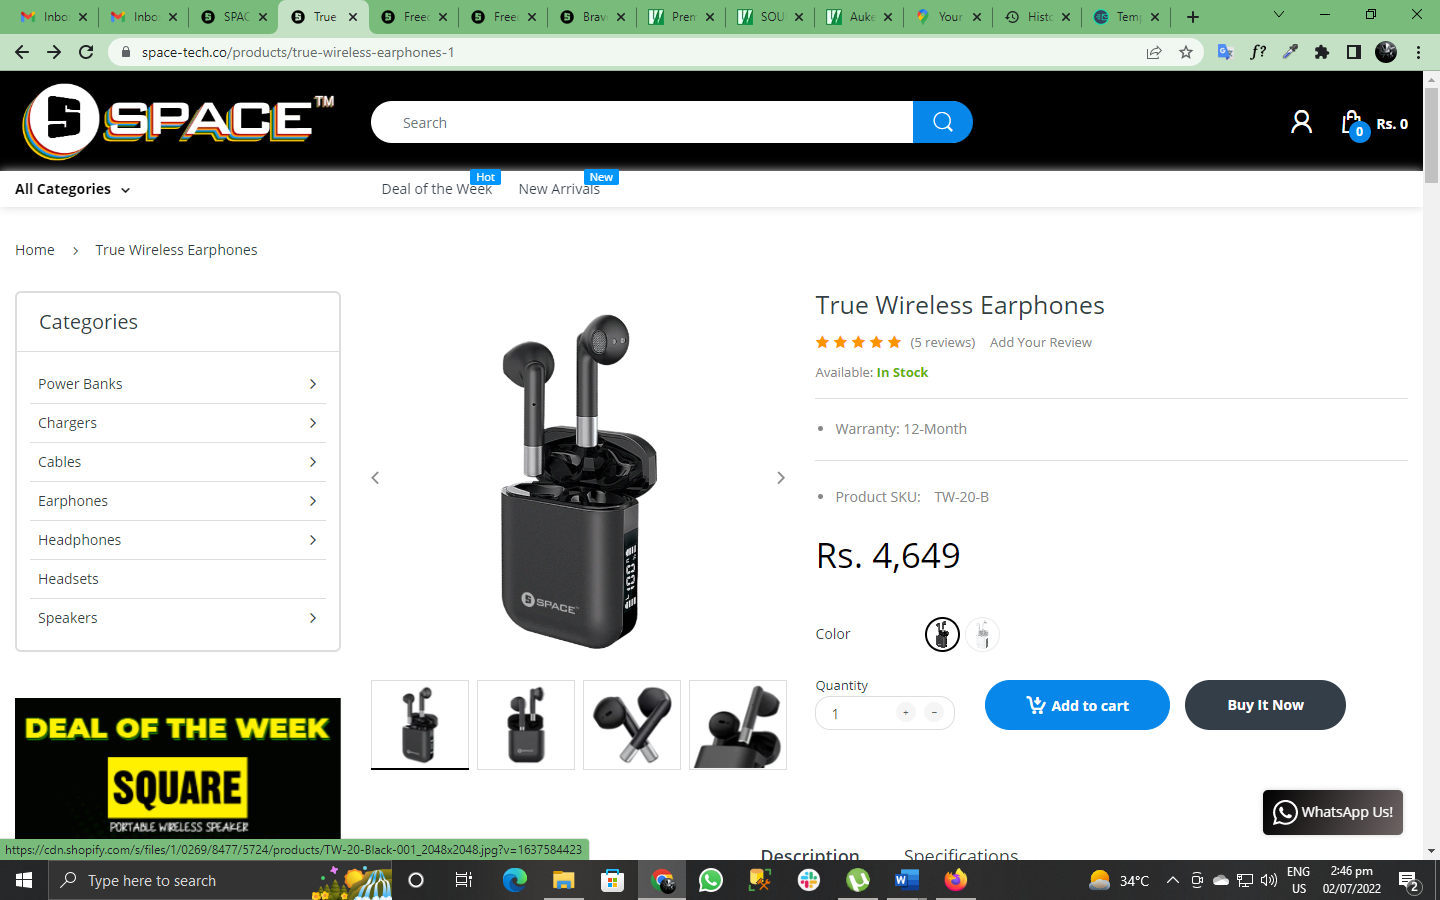 Inbo
Inbo
SPAC
True
Free
Free
Brav
Prem
SOU
Auke
Your
Histo
Temp
space-tech.co/products/true-wireless-earphones-1
SPACE™
Search
0
Rs. 0
All Categories
Deal of the Week
Hot
New Arrivals
New
Home
True Wireless Earphones
Categories
Power Banks
Chargers
Cables
Earphones
Headphones
Headsets
Speakers
SPACE
100
True Wireless Earphones
(5 reviews)
Add Your Review
Available: In Stock
Warranty: 12-Month
Product SKU: TW-20-B
Rs. 4,649
Color
Quantity
1
+
-
Add to cart
Buy It Now
DEAL OF THE WEEK
SQUARE
PORTABLE WIRELESS SPEAKER
WhatsApp Us!
Description
Specifications
https://cdn.shopify.com/s/files/1/0269/8477/5724/products/TW-20-Black-001_2048x2048.jpg?v=1637584423
Type here to search
34°C
ENG
US
2:46 pm
02/07/2022
2